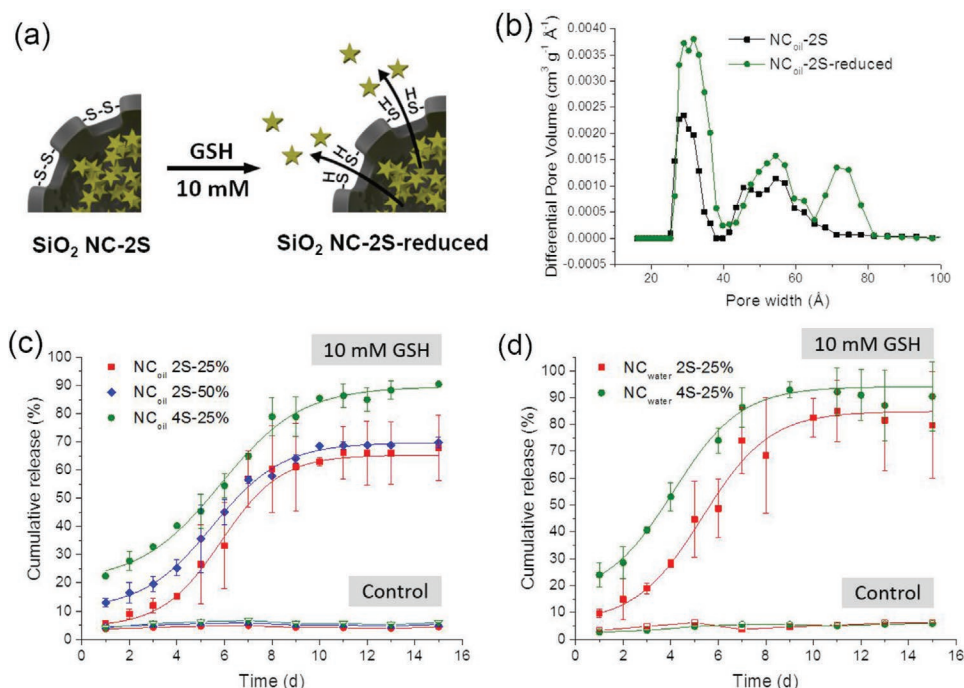 (a)
-S-S-
-S-S-
GSH
10 mM
H
S-
H
S-
H
-S
H
S-
SiO₂ NC-2S
SiO₂ NC-2S-reduced
(b)
NCoil-2S
NCoil-2S-reduced
Differential Pore Volume (cm³ g⁻¹ Å⁻¹)
0.0040
0.0035
0.0030
0.0025
0.0020
0.0015
0.0010
0.0005
0.0000
-0.0005
20 40 60 80 100
Pore width (Å)
(c)
10 mM GSH
NCoil 2S-25%
NCoil 2S-50%
NCoil 4S-25%
Control
Cumulative release (%)
100
90
80
70
60
50
40
30
20
10
0
0 2 4 6 8 10 12 14 16
Time (d)
(d)
10 mM GSH
NCwater 2S-25%
NCwater 4S-25%
Control
Cumulative release (%)
100
90
80
70
60
50
40
30
20
10
0
0 2 4 6 8 10 12 14 16
Time (d)